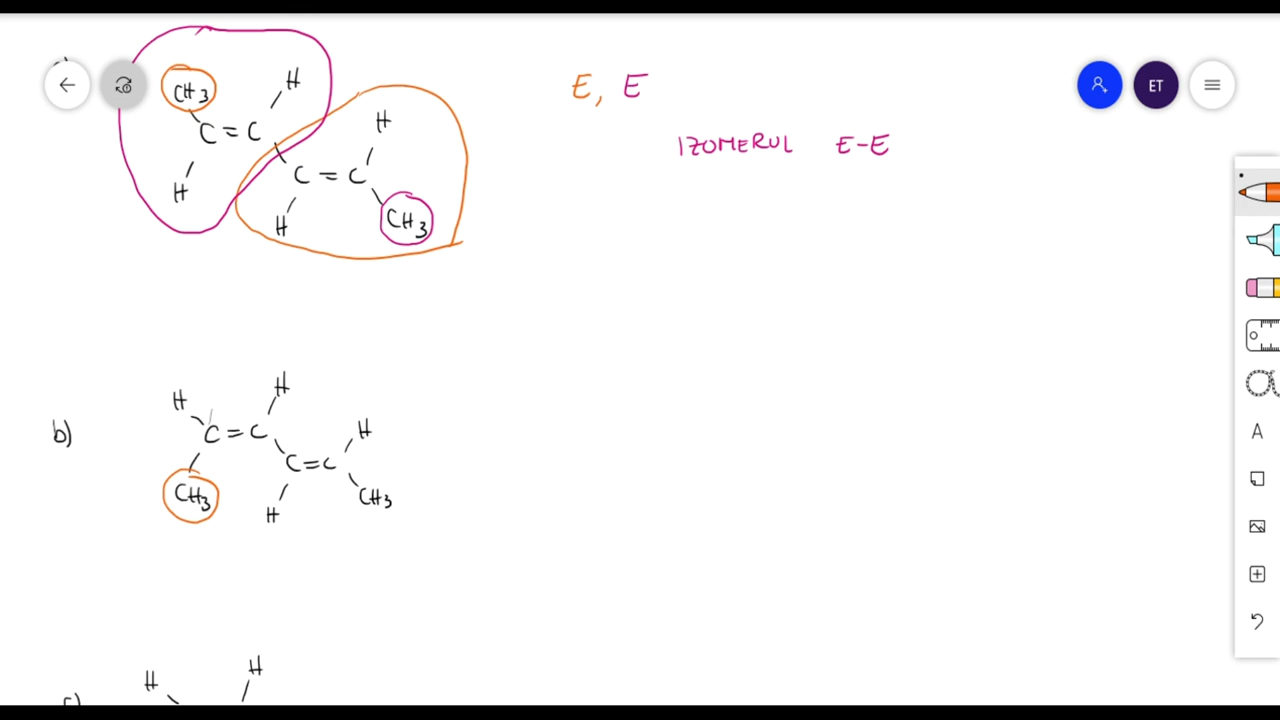 CH3 H
C = C
H
H
C = C
H CH3
E, E
IZOMERUL E-E
ET
A
b)
H H
C = C
H
C = C
CH3
CH3
H
H H